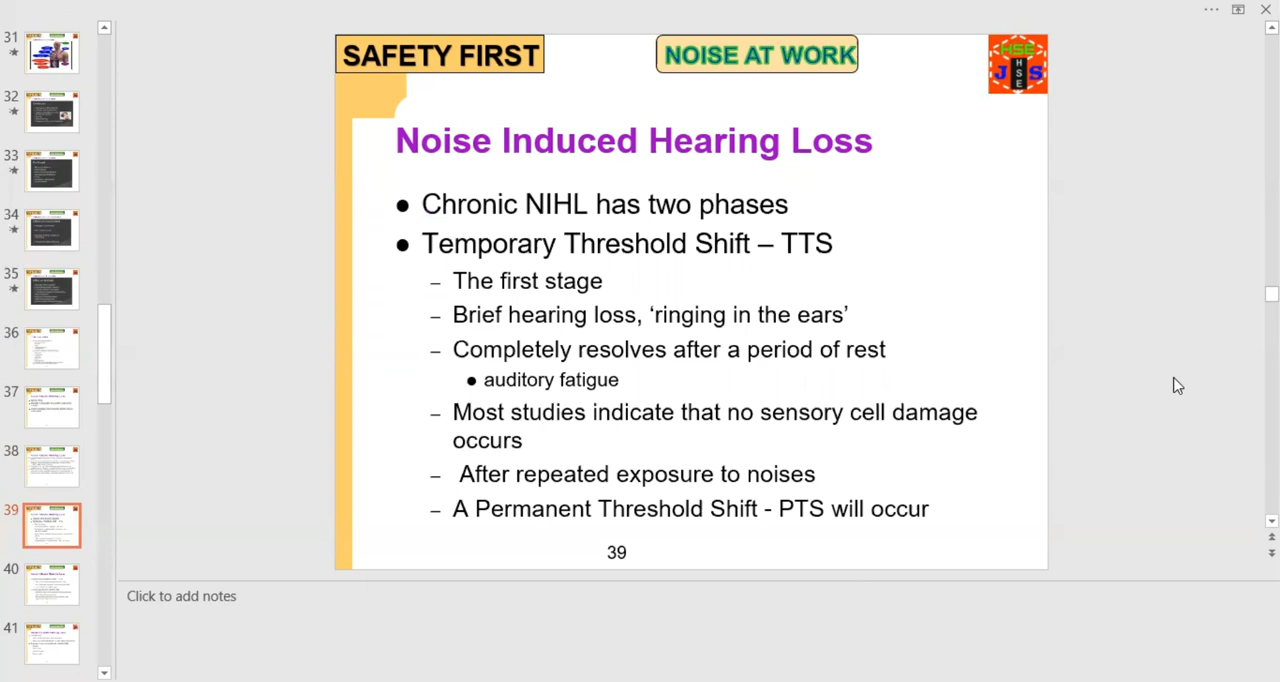 31
32
33
34
35
36
37
38
39
40
41
SAFETY FIRST
NOISE AT WORK
HSE
J HSE S
Noise Induced Hearing Loss
● Chronic NIHL has two phases
● Temporary Threshold Shift – TTS
– The first stage
– Brief hearing loss, ‘ringing in the ears’
– Completely resolves after a period of rest
● auditory fatigue
– Most studies indicate that no sensory cell damage
occurs
– After repeated exposure to noises
– A Permanent Threshold Shift - PTS will occur
39
Click to add notes